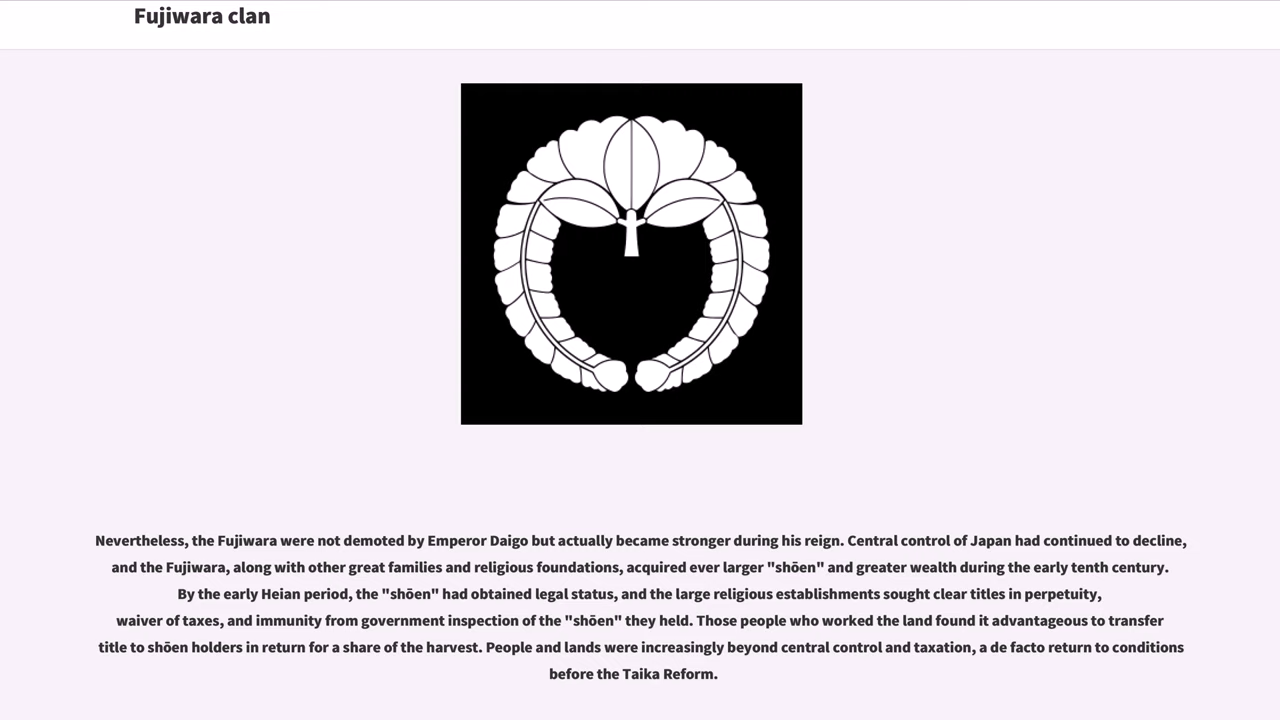 Fujiwara clan
Nevertheless, the Fujiwara were not demoted by Emperor Daigo but actually became stronger during his reign. Central control of Japan had continued to decline,
and the Fujiwara, along with other great families and religious foundations, acquired ever larger "shōen" and greater wealth during the early tenth century.
By the early Heian period, the "shōen" had obtained legal status, and the large religious establishments sought clear titles in perpetuity,
waiver of taxes, and immunity from government inspection of the "shōen" they held. Those people who worked the land found it advantageous to transfer
title to shōen holders in return for a share of the harvest. People and lands were increasingly beyond central control and taxation, a de facto return to conditions
before the Taika Reform.